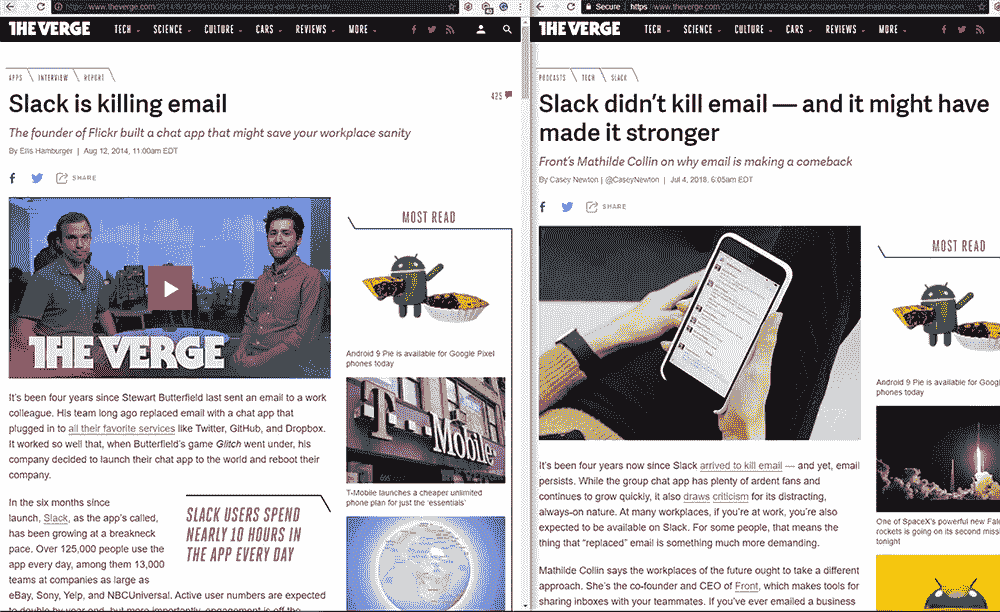 https://www.theverge.com/2014/8/12/5991005/slack-is-killing-email-yes-really
THE VERGE
TECH
SCIENCE
CULTURE
CARS
REVIEWS
MORE
APPS
INTERVIEW
REPORT
Slack is killing email
425
The founder of Flickr built a chat app that might save your workplace sanity
By Ellis Hamburger | Aug 12, 2014, 11:00am EDT
SHARE
THE VERGE
MOST READ
Android 9 Pie is available for Google Pixel
phones today
T-Mobile
T-Mobile launches a cheaper unlimited
phone plan for just the 'essentials'
It's been four years since Stewart Butterfield last sent an email to a work
colleague. His team long ago replaced email with a chat app that
plugged in to all their favorite services like Twitter, GitHub, and Dropbox.
It worked so well that, when Butterfield's game Glitch went under, his
company decided to launch their chat app to the world and reboot their
company.
In the six months since
launch, Slack, as the app's called,
has been growing at a breakneck
pace. Over 125,000 people use the
app every day, among them 13,000
teams at companies as large as
eBay, Sony, Yelp, and NBCUniversal. Active user numbers are expected
to double by year end, but more importantly, engagement is off the
SLACK USERS SPEND
NEARLY 10 HOURS IN
THE APP EVERY DAY
Secure
https://www.theverge.com
THE VERGE
TECH
SCIENCE
CULTURE
CARS
REVIEWS
MORE
PODCASTS
TECH
SLACK
Slack didn't kill email — and it might have
made it stronger
Front's Mathilde Collin on why email is making a comeback
By Casey Newton | @CaseyNewton | Jul 4, 2018, 6:05am EDT
SHARE
MOST READ
Android 9 Pie is available for Goog
phones today
One of SpaceX's powerful new Falc
rockets is going on its second miss
tonight
It's been four years now since Slack arrived to kill email — and yet, email
persists. While the group chat app has plenty of ardent fans and
continues to grow quickly, it also draws criticism for its distracting,
always-on nature. At many workplaces, if you're at work, you're also
expected to be available on Slack. For some people, that means the
thing that "replaced" email is something much more demanding.
Mathilde Collin says the workplaces of the future ought to take a different
approach. She's the co-founder and CEO of Front, which makes tools for
sharing inboxes with your teammates. If you've ever emailed a business